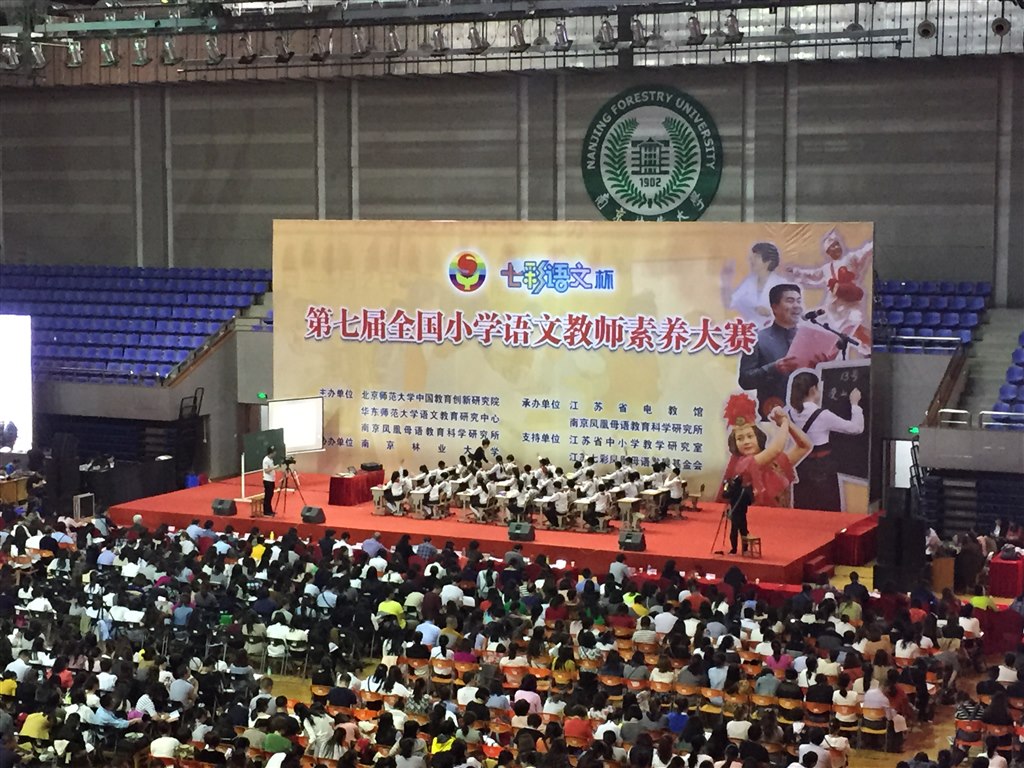 NANJING FORESTRY UNIVERSITY
1902
七彩语文杯
第七届全国小学语文教师素养大赛
主办单位 北京师范大学中国教育创新研究院
华东师范大学语文教育研究中心
南京凤凰母语教育科学研究所
协办单位 南京林业大学
承办单位 江苏省电教馆
南京凤凰母语教育科学研究所
支持单位 江苏省中小学教学研究室